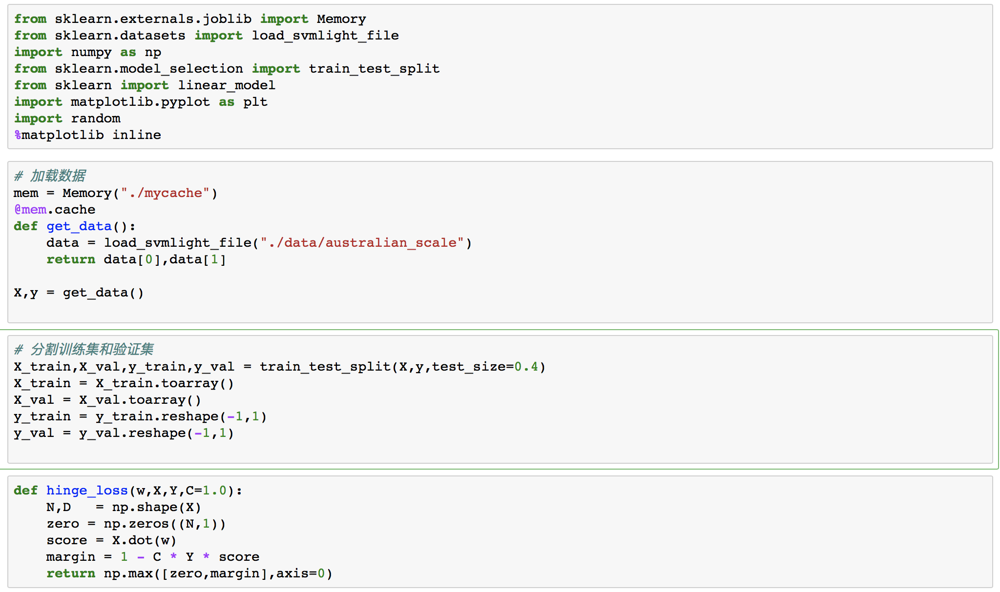 from sklearn.externals.joblib import Memory
from sklearn.datasets import load_svmlight_file
import numpy as np
from sklearn.model_selection import train_test_split
from sklearn import linear_model
import matplotlib.pyplot as plt
import random
%matplotlib inline
# 加载数据
mem = Memory("./mycache")
@mem.cache
def get_data():
    data = load_svmlight_file("./data/australian_scale")
    return data[0],data[1]
X,y = get_data()
# 分割训练集和验证集
X_train,X_val,y_train,y_val = train_test_split(X,y,test_size=0.4)
X_train = X_train.toarray()
X_val = X_val.toarray()
y_train = y_train.reshape(-1,1)
y_val = y_val.reshape(-1,1)
def hinge_loss(w,X,Y,C=1.0):
    N,D   = np.shape(X)
    zero = np.zeros((N,1))
    score = X.dot(w)
    margin = 1 - C * Y * score
    return np.max([zero,margin],axis=0)